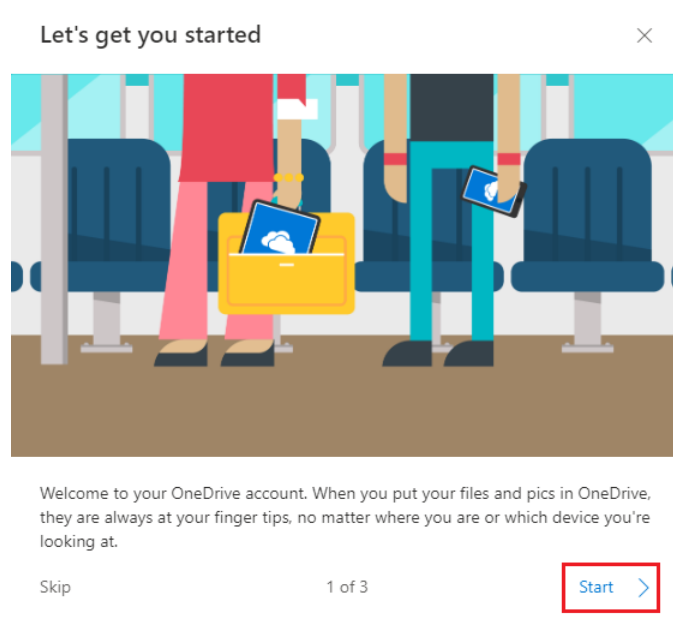 Let's get you started
Welcome to your OneDrive account. When you put your files and pics in OneDrive,
they are always at your finger tips, no matter where you are or which device you're
looking at.
Skip
1 of 3
Start